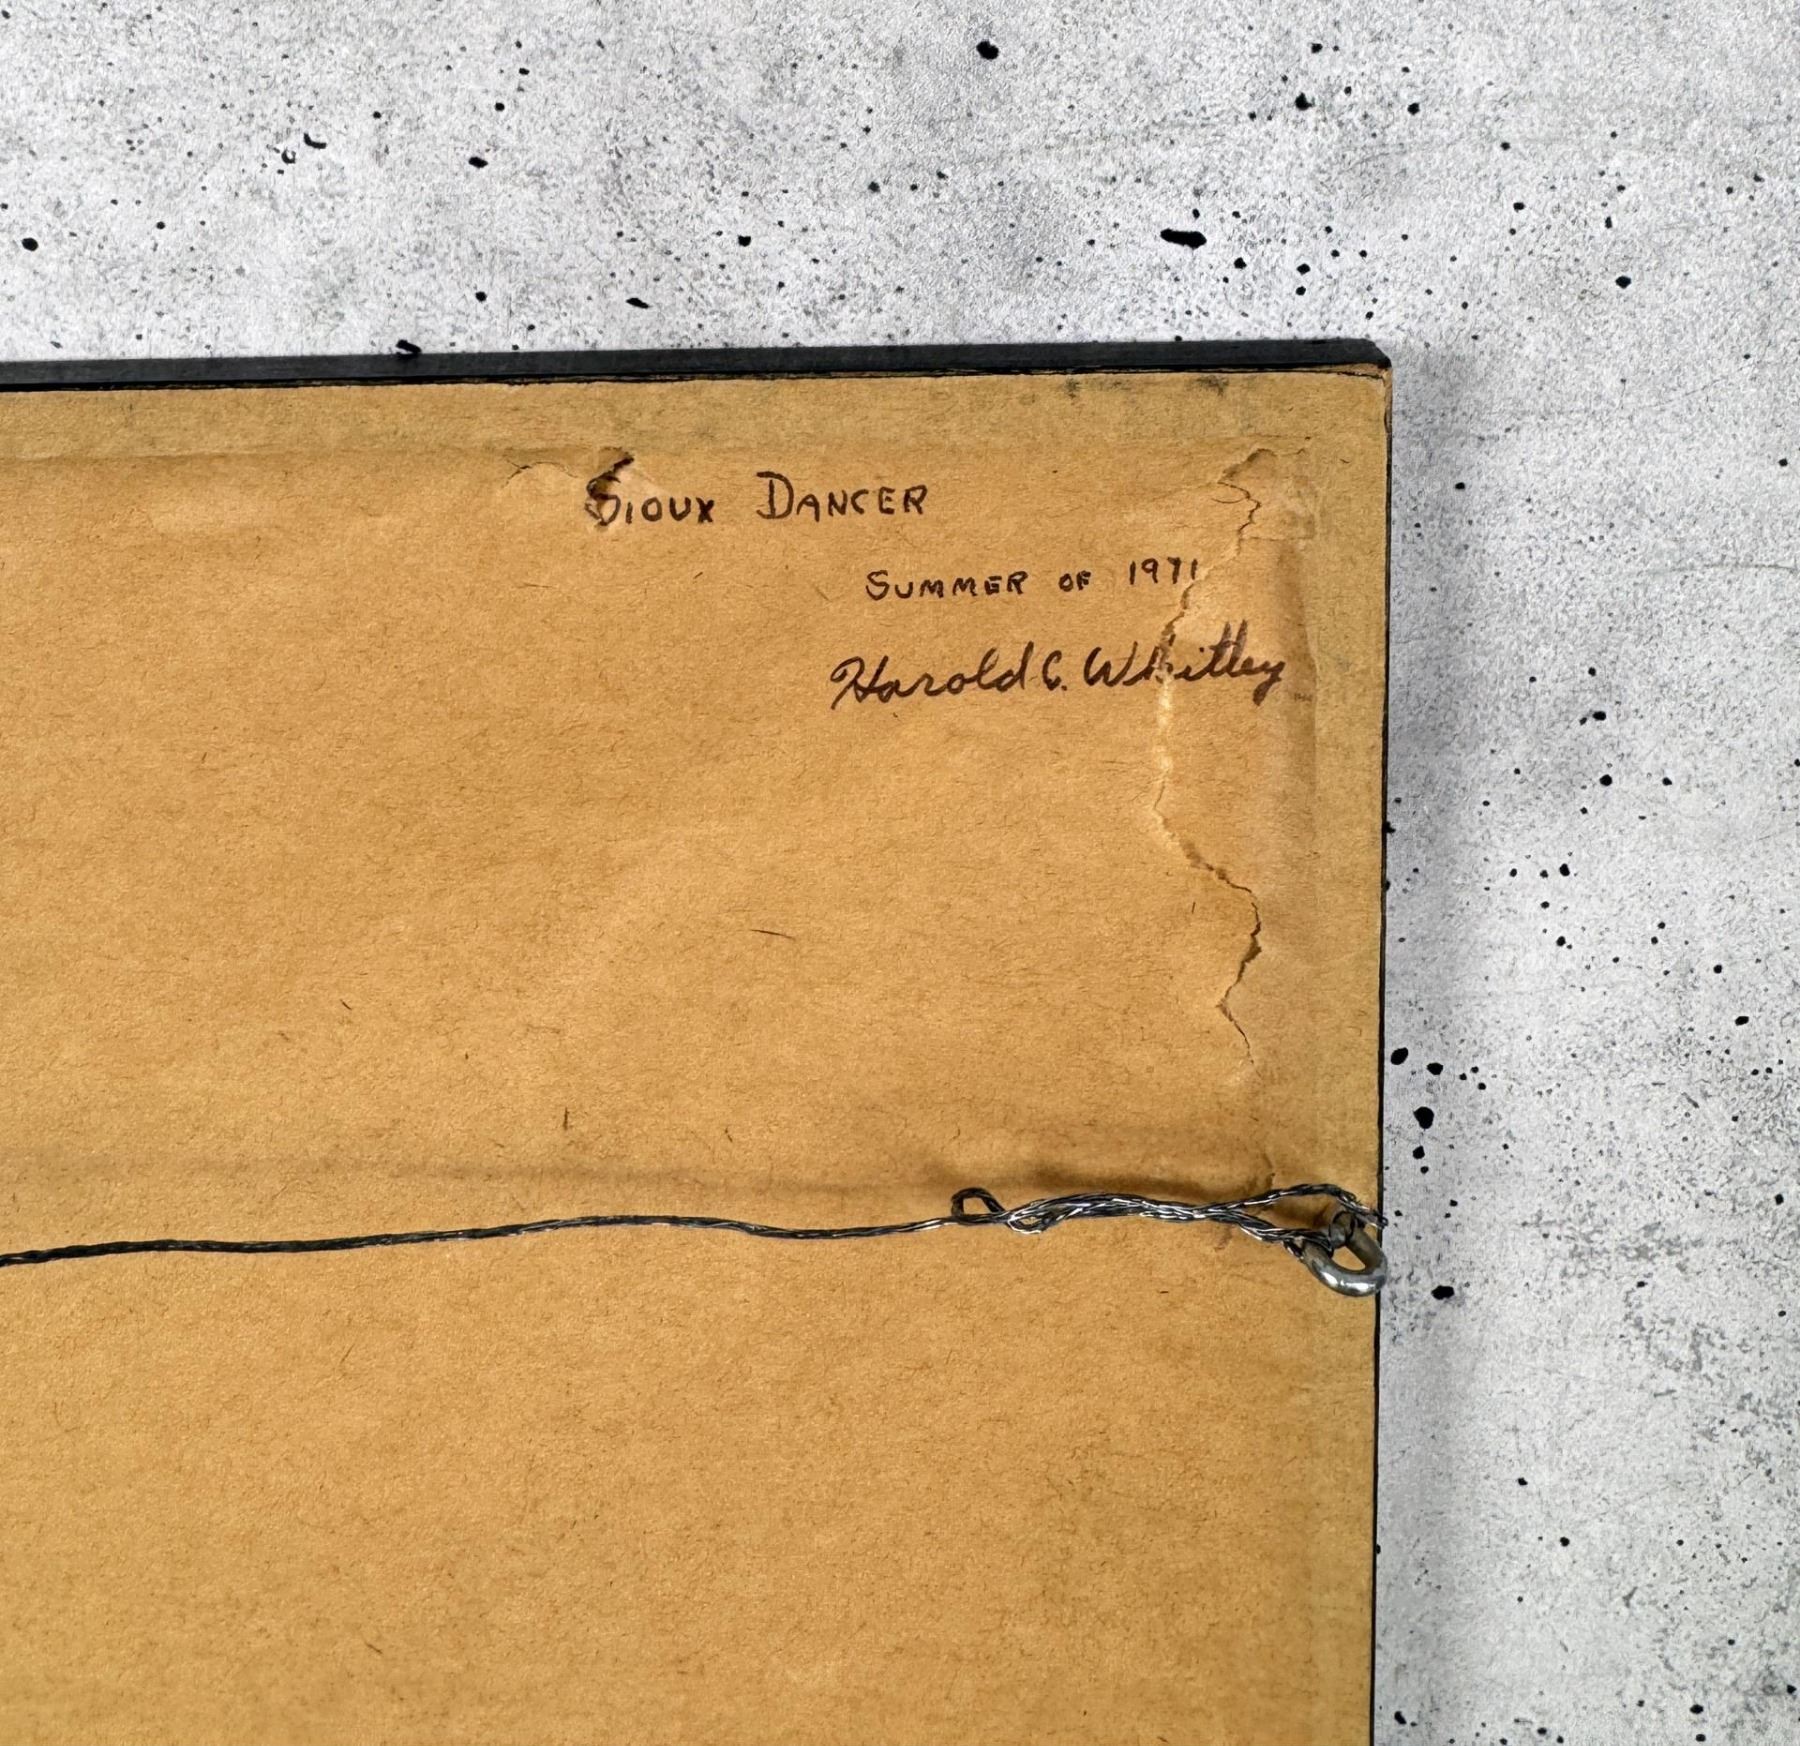 Sioux Dancer
Summer of 1971
Harold C. Whitley